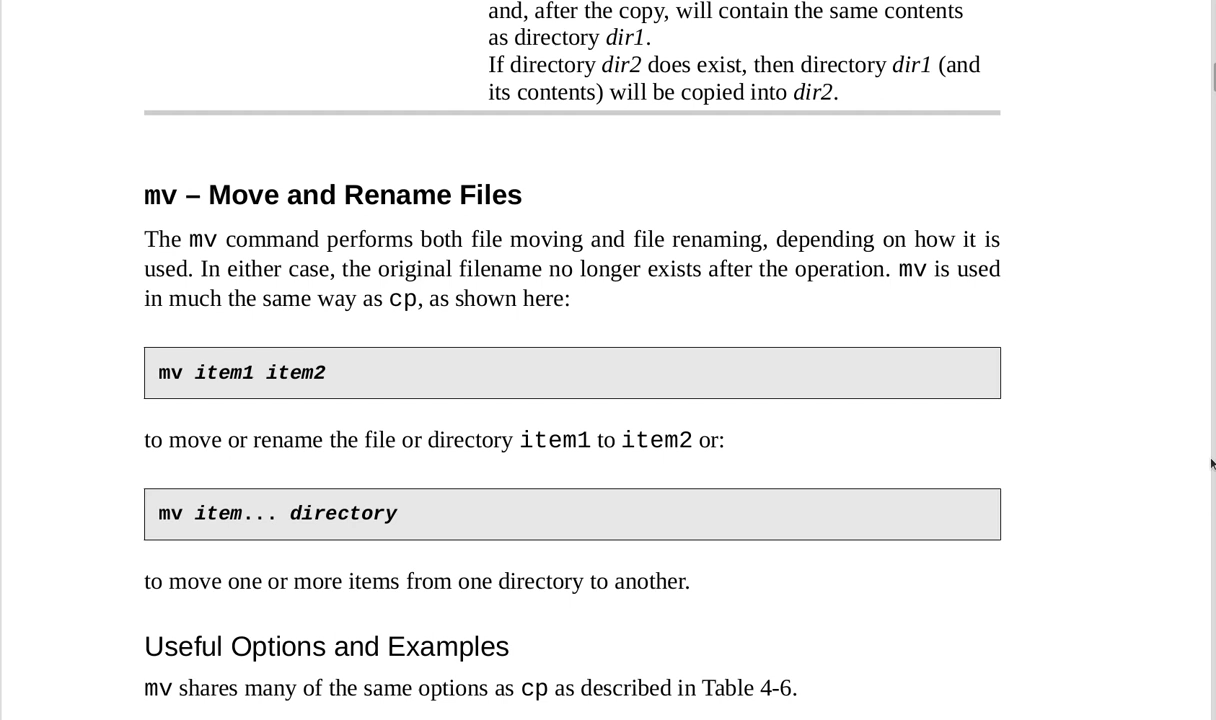 and, after the copy, will contain the same contents
as directory dir1.
If directory dir2 does exist, then directory dir1 (and
its contents) will be copied into dir2.
mv – Move and Rename Files
The mv command performs both file moving and file renaming, depending on how it is
used. In either case, the original filename no longer exists after the operation. mv is used
in much the same way as cp, as shown here:
mv item1 item2
to move or rename the file or directory item1 to item2 or:
mv item... directory
to move one or more items from one directory to another.
Useful Options and Examples
mv shares many of the same options as cp as described in Table 4-6.